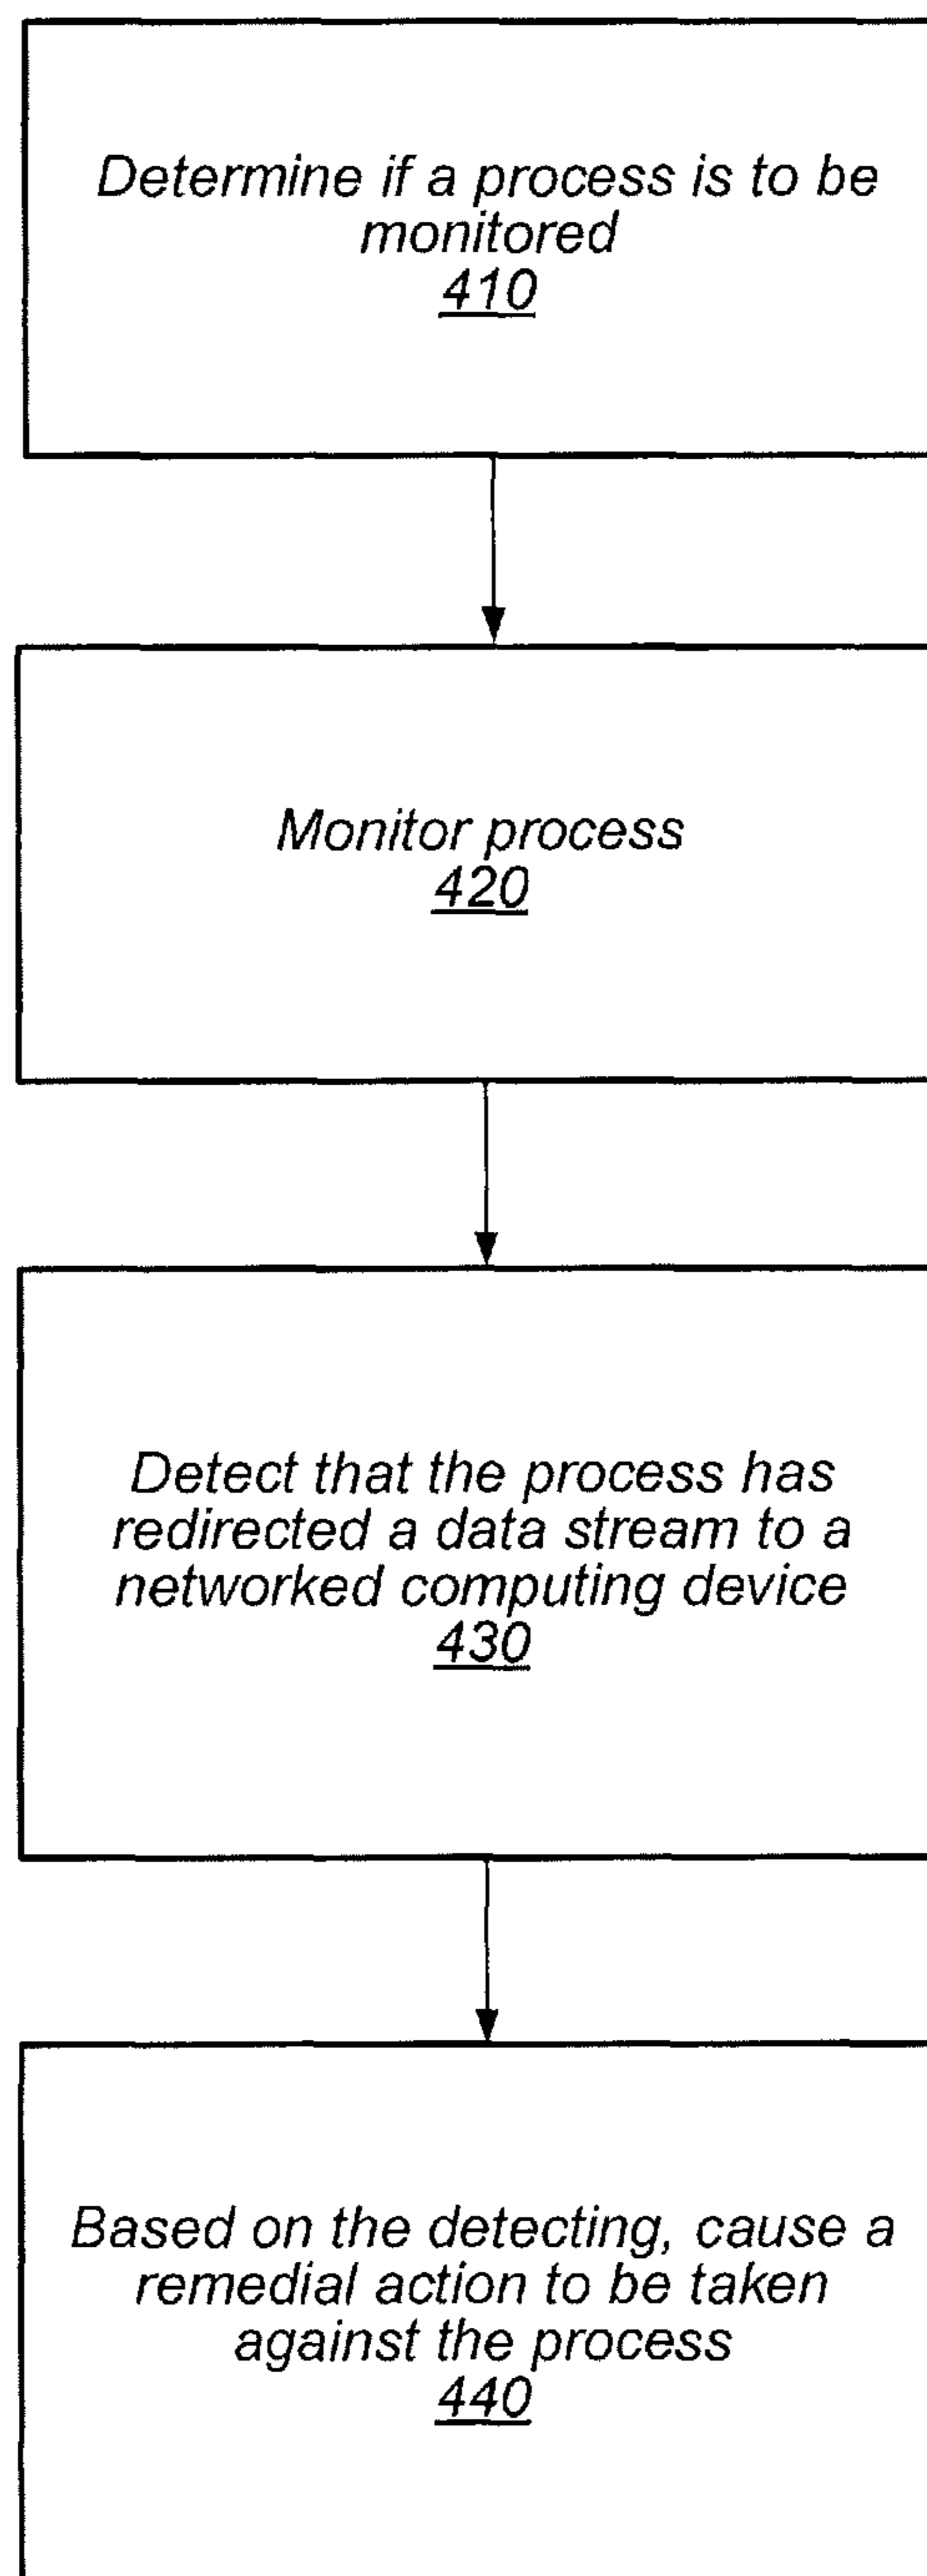 Determine if a process is to be
monitored
410
Monitor process
420
Detect that the process has
redirected a data stream to a
networked computing device
430
Based on the detecting, cause a
remedial action to be taken
against the process
440